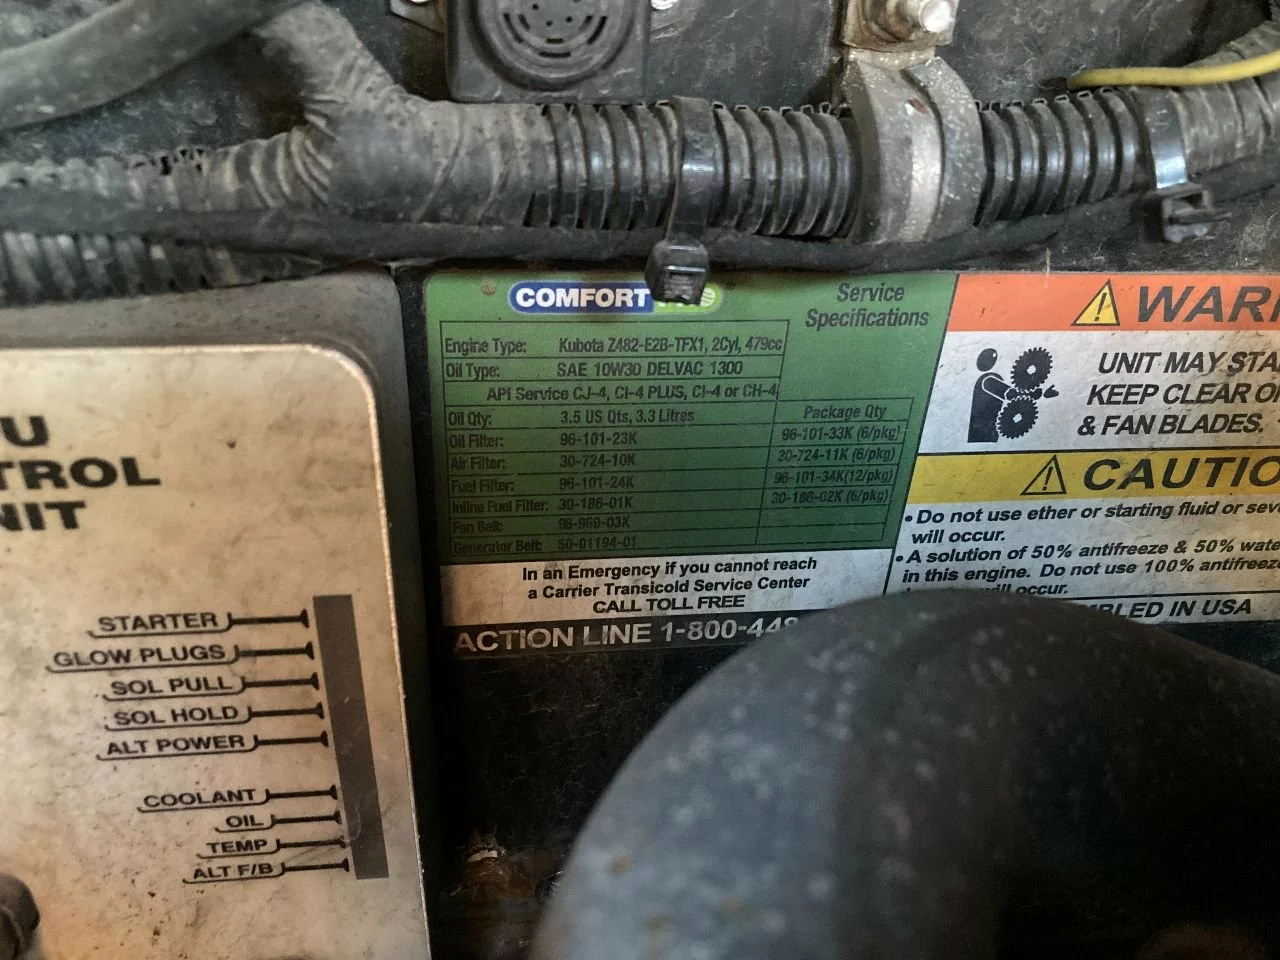 COMFORT
Service
Specifications
Engine Type: Kubota Z482-E2B-TFX1, 2Cyl, 479cc
Oil Type: SAE 10W30 DELVAC 1300
API Service CJ-4, CI-4 PLUS, CI-4 or CH-4
Oil Qty: 3.5 US Qts, 3.3 Litres Package Qty
Oil Filter: 96-101-23K 96-101-33K (6/pkg)
Air Filter: 30-724-10K 20-724-11K (6/pkg)
Fuel Filter: 96-101-24K 96-101-34K(12/pkg)
Inline Fuel Filter: 30-186-01K 30-186-02K (6/pkg)
Fan Belt: 96-969-03K
Generator Belt: 50-01194-01
In an Emergency if you cannot reach
a Carrier Transicold Service Center
CALL TOLL FREE
ACTION LINE 1-800-448
WARN
UNIT MAY STA
KEEP CLEAR O
& FAN BLADES.
CAUTIO
• Do not use ether or starting fluid or seve
will occur.
• A solution of 50% antifreeze & 50% wate
in this engine. Do not use 100% antifreeze
will occur.
BLED IN USA
U
TROL
NIT
STARTER
GLOW PLUGS
SOL PULL
SOL HOLD
ALT POWER
COOLANT
OIL
TEMP
ALT F/B